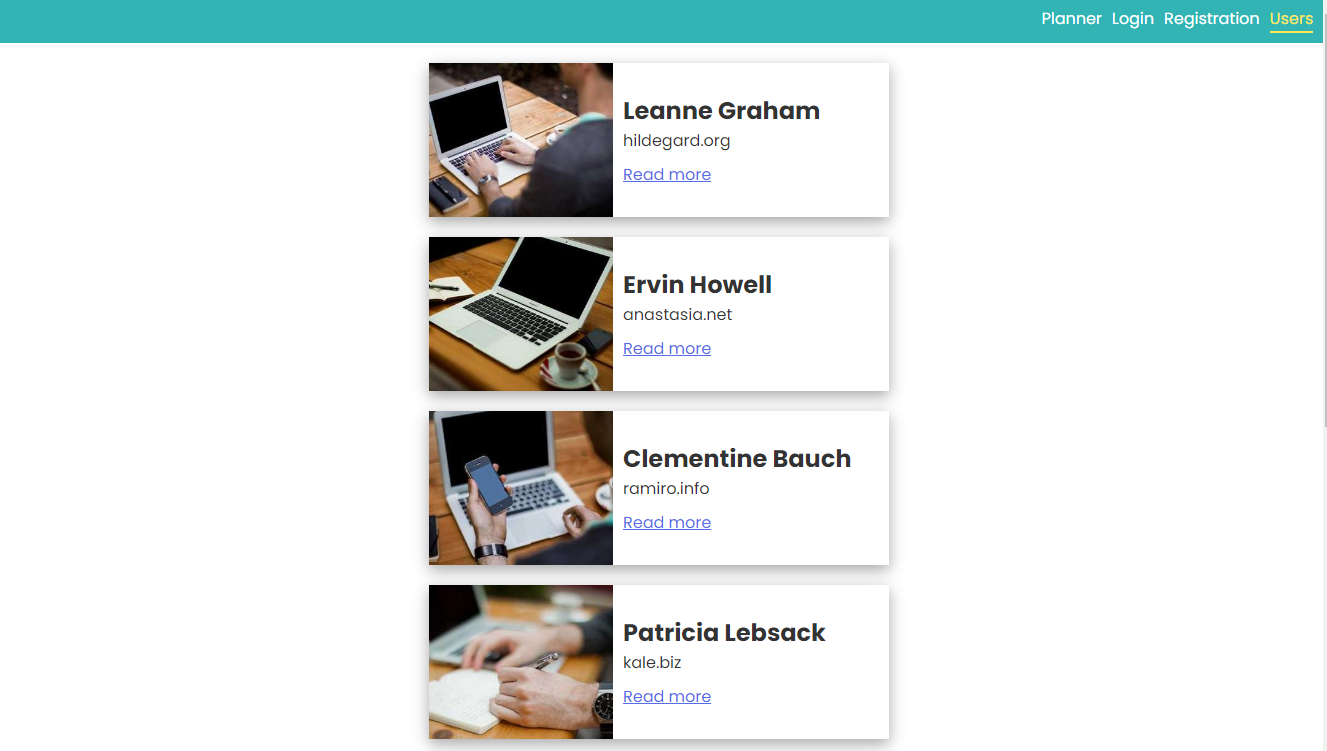 Planner Login Registration Users
Leanne Graham
hildegard.org
Read more
Ervin Howell
anastasia.net
Read more
Clementine Bauch
ramiro.info
Read more
Patricia Lebsack
kale.biz
Read more